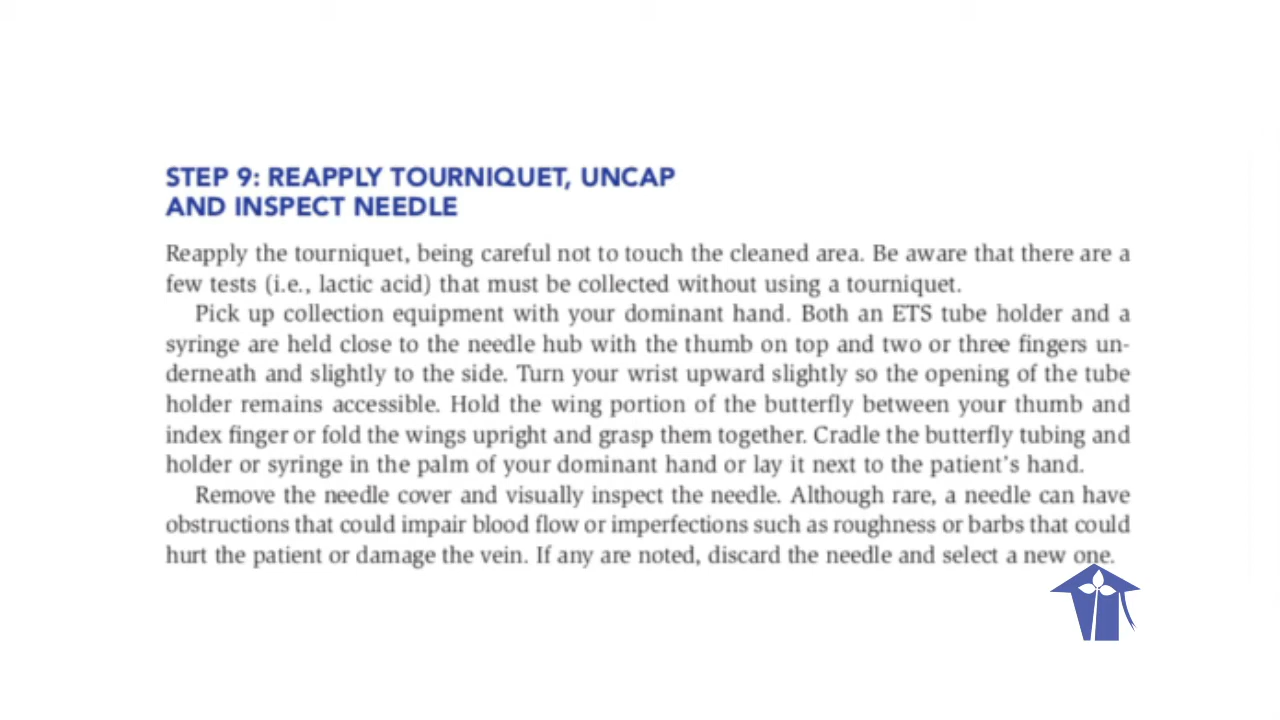 STEP 9: REAPPLY TOURNIQUET, UNCAP
AND INSPECT NEEDLE
Reapply the tourniquet, being careful not to touch the cleaned area. Be aware that there are a
few tests (i.e., lactic acid) that must be collected without using a tourniquet.
Pick up collection equipment with your dominant hand. Both an ETS tube holder and a
syringe are held close to the needle hub with the thumb on top and two or three fingers un-
derneath and slightly to the side. Turn your wrist upward slightly so the opening of the tube
holder remains accessible. Hold the wing portion of the butterfly between your thumb and
index finger or fold the wings upright and grasp them together. Cradle the butterfly tubing and
holder or syringe in the palm of your dominant hand or lay it next to the patient's hand.
Remove the needle cover and visually inspect the needle. Although rare, a needle can have
obstructions that could impair blood flow or imperfections such as roughness or barbs that could
hurt the patient or damage the vein. If any are noted, discard the needle and select a new one.